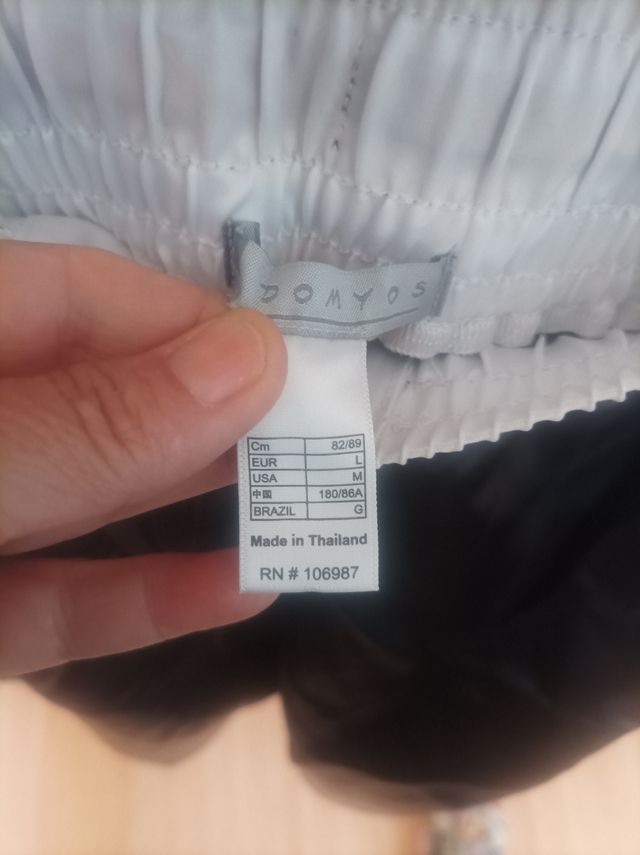 DOMYOS
Cm 82/89
EUR L
USA M
中国 180/86A
BRAZIL G
Made in Thailand
RN # 106987